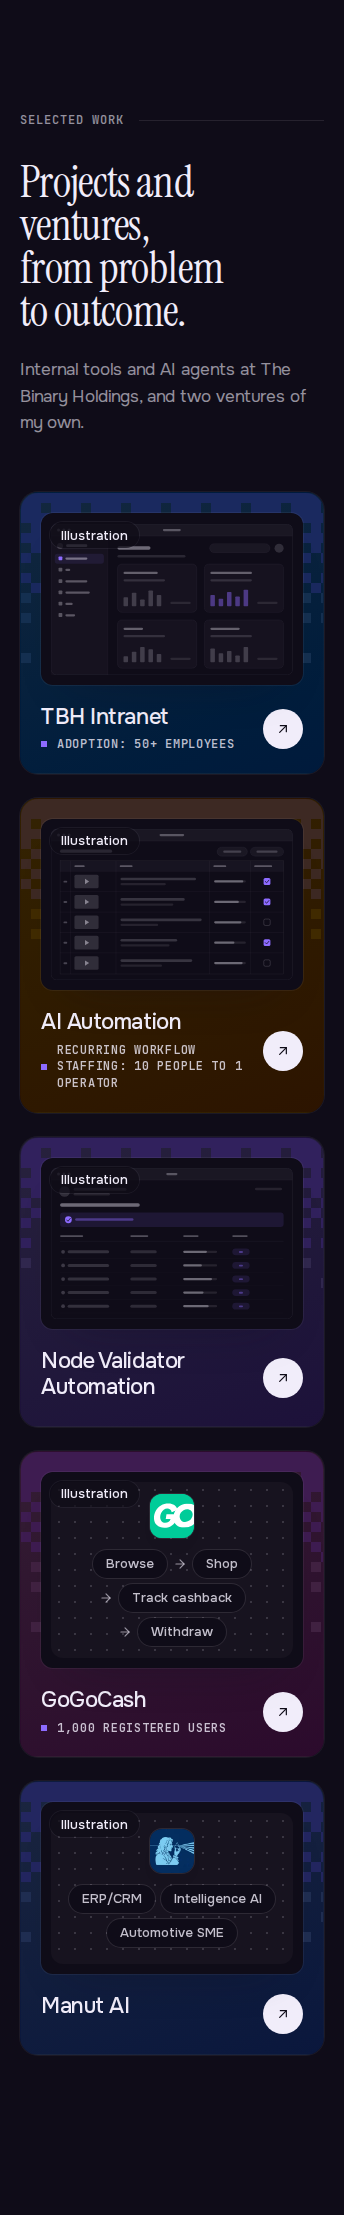 SELECTED WORK
Projects and
ventures,
from problem
to outcome.
Internal tools and AI agents at The
Binary Holdings, and two ventures of
my own.
Illustration
TBH Intranet
ADOPTION: 50+ EMPLOYEES
Illustration
AI Automation
RECURRING WORKFLOW
STAFFING: 10 PEOPLE TO 1
OPERATOR
Illustration
Node Validator
Automation
Illustration
GO
Browse → Shop
→ Track cashback
→ Withdraw
GoGoCash
1,000 REGISTERED USERS
Illustration
ERP/CRM Intelligence AI
Automotive SME
Manut AI